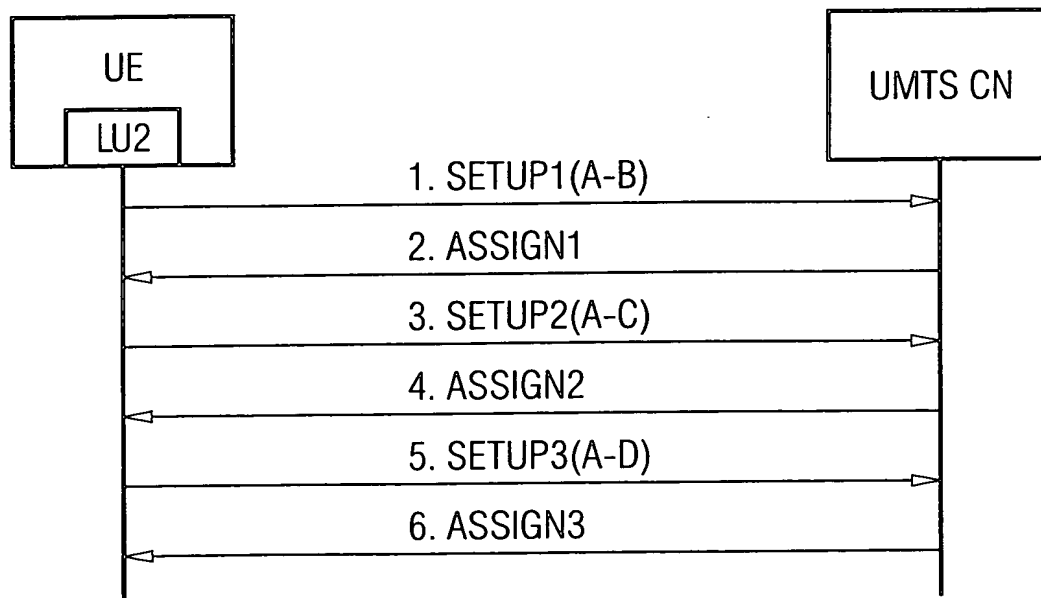 UE
LU2
UMTS CN
1. SETUP1(A-B)
2. ASSIGN1
3. SETUP2(A-C)
4. ASSIGN2
5. SETUP3(A-D)
6. ASSIGN3